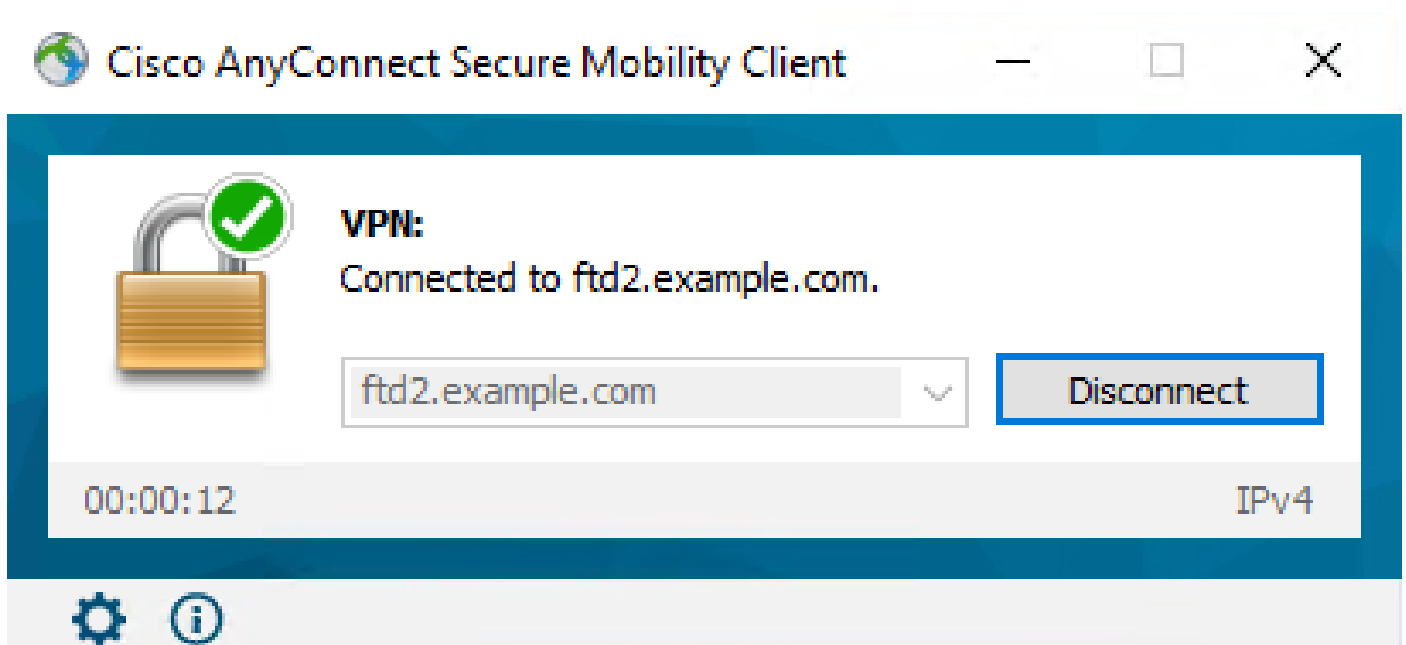 Cisco AnyConnect Secure Mobility Client
VPN:
Connected to ftd2.example.com.
ftd2.example.com
Disconnect
00:00:12
IPv4